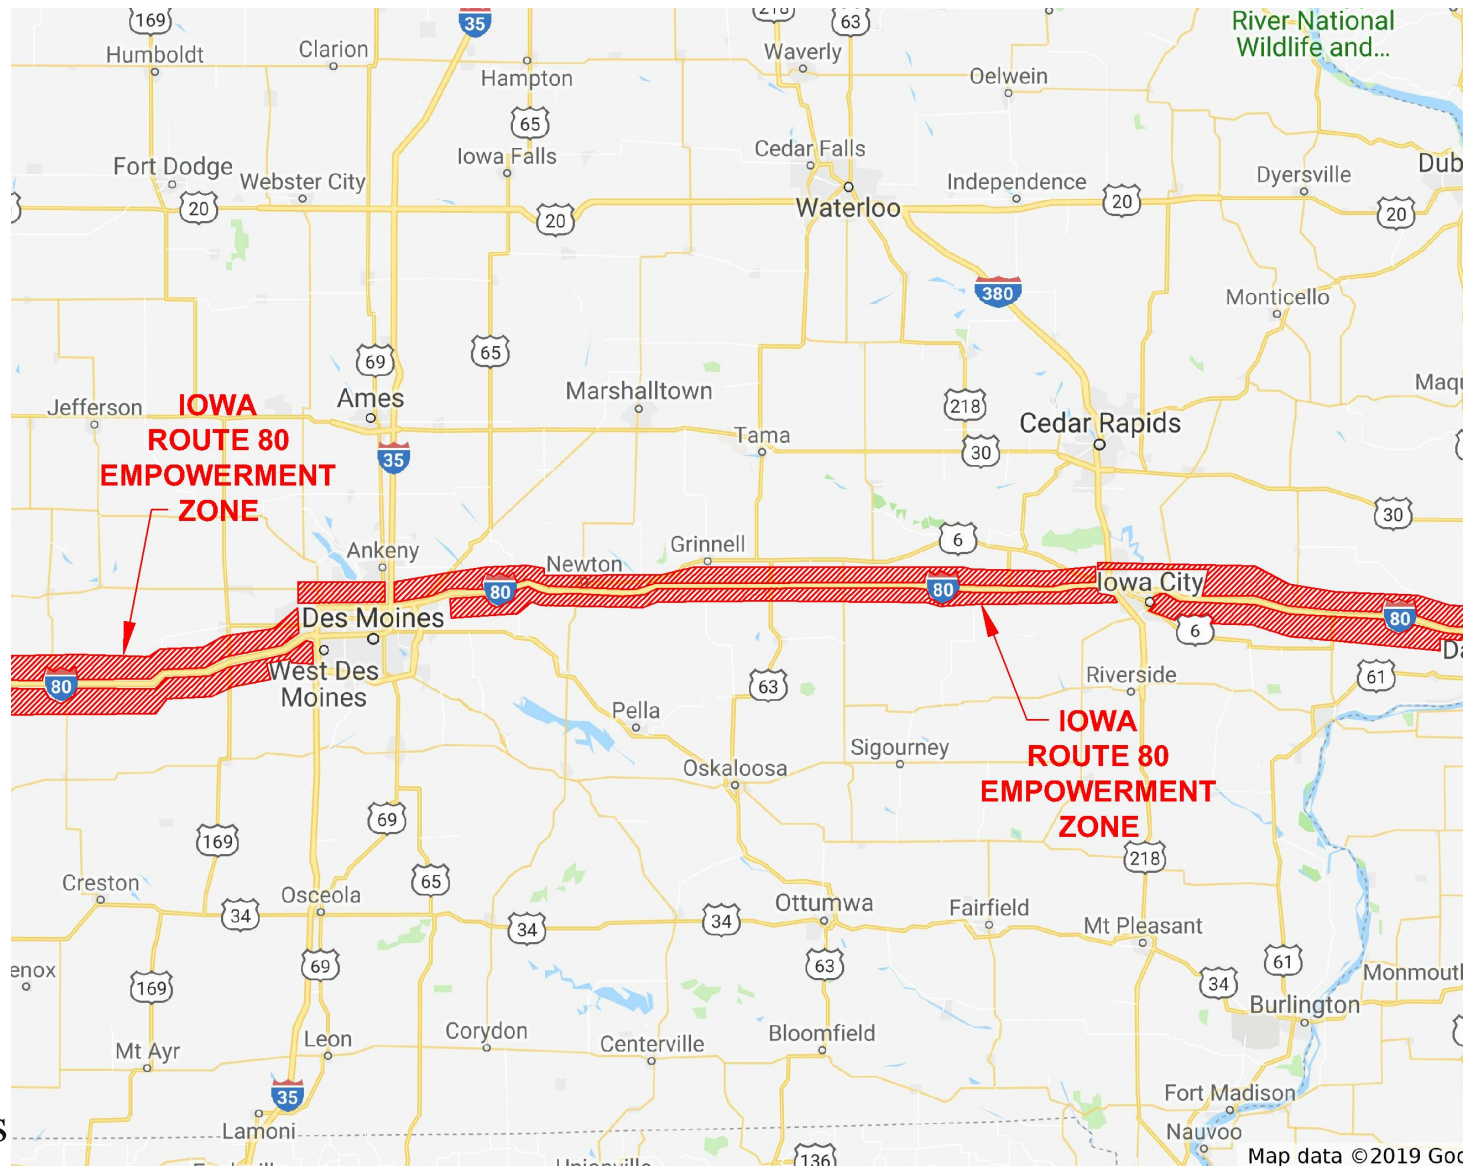 169
35
218
63
River National
Wildlife and...
Humboldt
Clarion
Hampton
Waverly
Oelwein
65
Iowa Falls
Cedar Falls
Fort Dodge
Webster City
Independence
Dyersville
Dub
20
20
Waterloo
20
20
380
Monticello
69
65
Marshalltown
Maqu
Jefferson
IOWA
ROUTE 80
EMPOWERMENT
ZONE
Ames
218
Cedar Rapids
Tama
30
35
30
Ankeny
Grinnell
6
Newton
80
80
Iowa City
Des Moines
80
6
West Des
Moines
80
Da
63
Riverside
61
Pella
IOWA
ROUTE 80
EMPOWERMENT
ZONE
Sigourney
Oskaloosa
69
169
218
Creston
Osceola
65
34
34
34
Ottumwa
Fairfield
Mt Pleasant
enox
169
69
63
61
34
Monmouth
Burlington
Mt Ayr
Leon
Corydon
Centerville
Bloomfield
35
Fort Madison
s
Lamoni
Nauvoo
Unionville
136
Map data ©2019 Goo